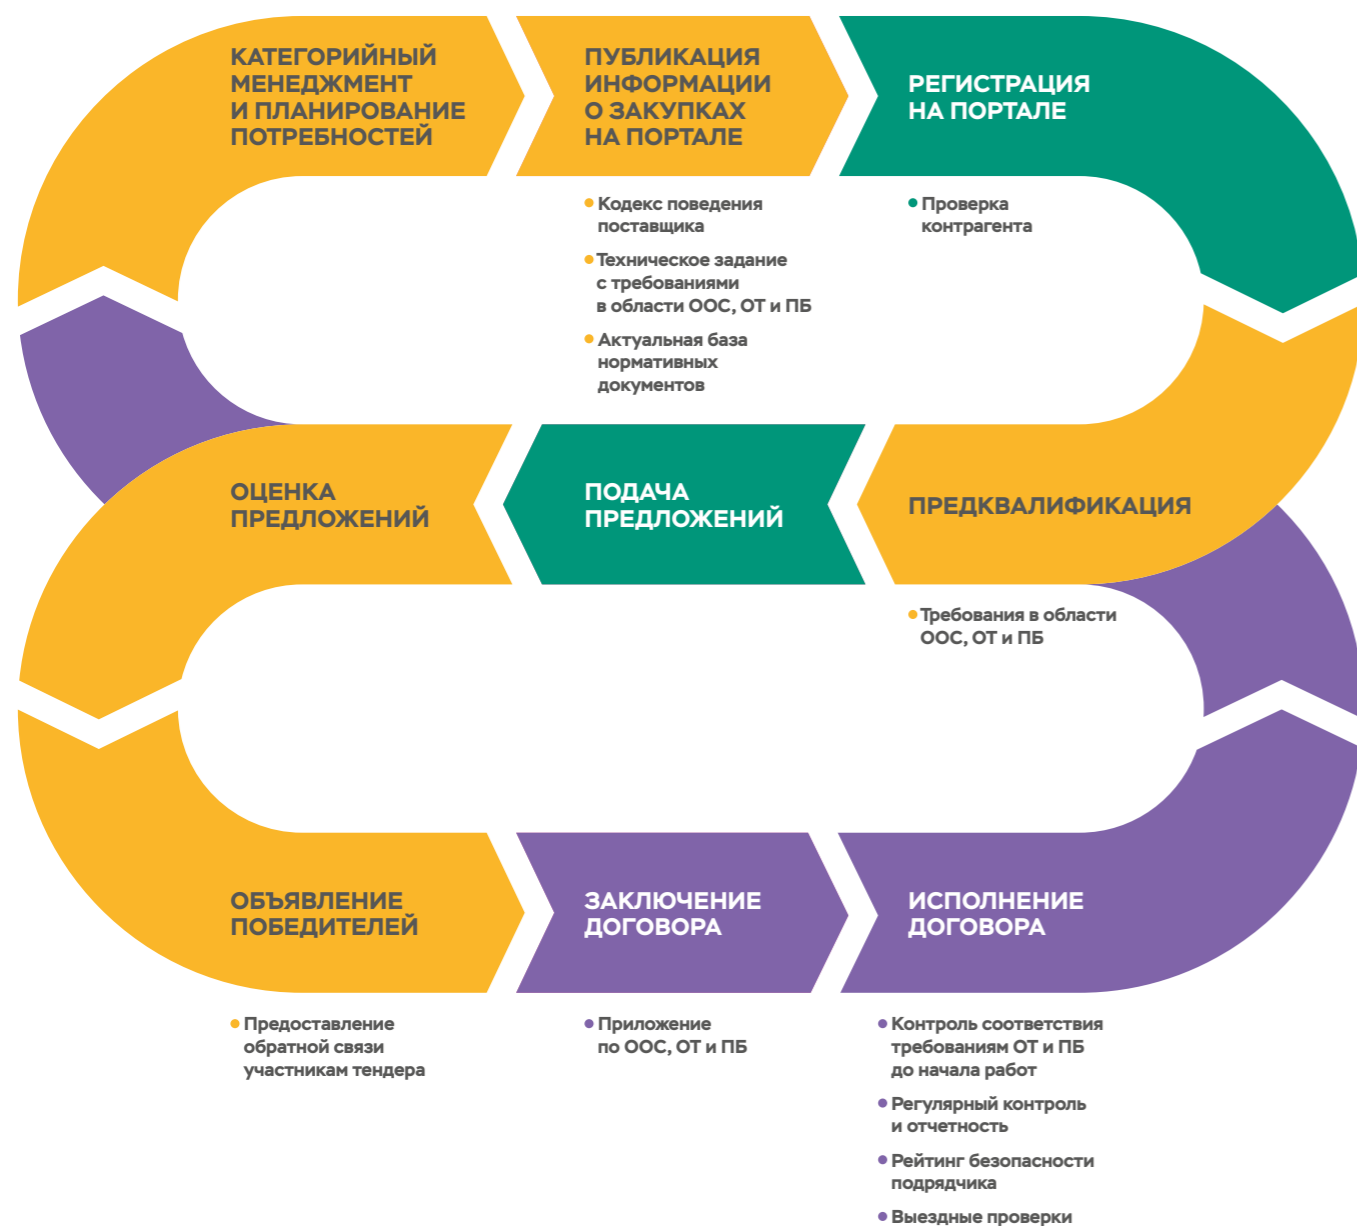 КАТЕГОРИЙНЫЙ
МЕНЕДЖМЕНТ
И ПЛАНИРОВАНИЕ
ПОТРЕБНОСТЕЙ
ПУБЛИКАЦИЯ
ИНФОРМАЦИИ
О ЗАКУПКАХ
НА ПОРТАЛЕ
• Кодекс поведения
поставщика
• Техническое задание
с требованиями
в области ООС, ОТ и ПБ
• Актуальная база
нормативных
документов
РЕГИСТРАЦИЯ
НА ПОРТАЛЕ
• Проверка
контрагента
ПРЕДКВАЛИФИКАЦИЯ
• Требования в области
ООС, ОТ и ПБ
ПОДАЧА
ПРЕДЛОЖЕНИЙ
ОЦЕНКА
ПРЕДЛОЖЕНИЙ
ОБЪЯВЛЕНИЕ
ПОБЕДИТЕЛЕЙ
• Предоставление
обратной связи
участникам тендера
ЗАКЛЮЧЕНИЕ
ДОГОВОРА
• Приложение
по ООС, ОТ и ПБ
ИСПОЛНЕНИЕ
ДОГОВОРА
• Контроль соответствия
требованиям ОТ и ПБ
до начала работ
• Регулярный контроль
и отчетность
• Рейтинг безопасности
подрядчика
• Выездные проверки